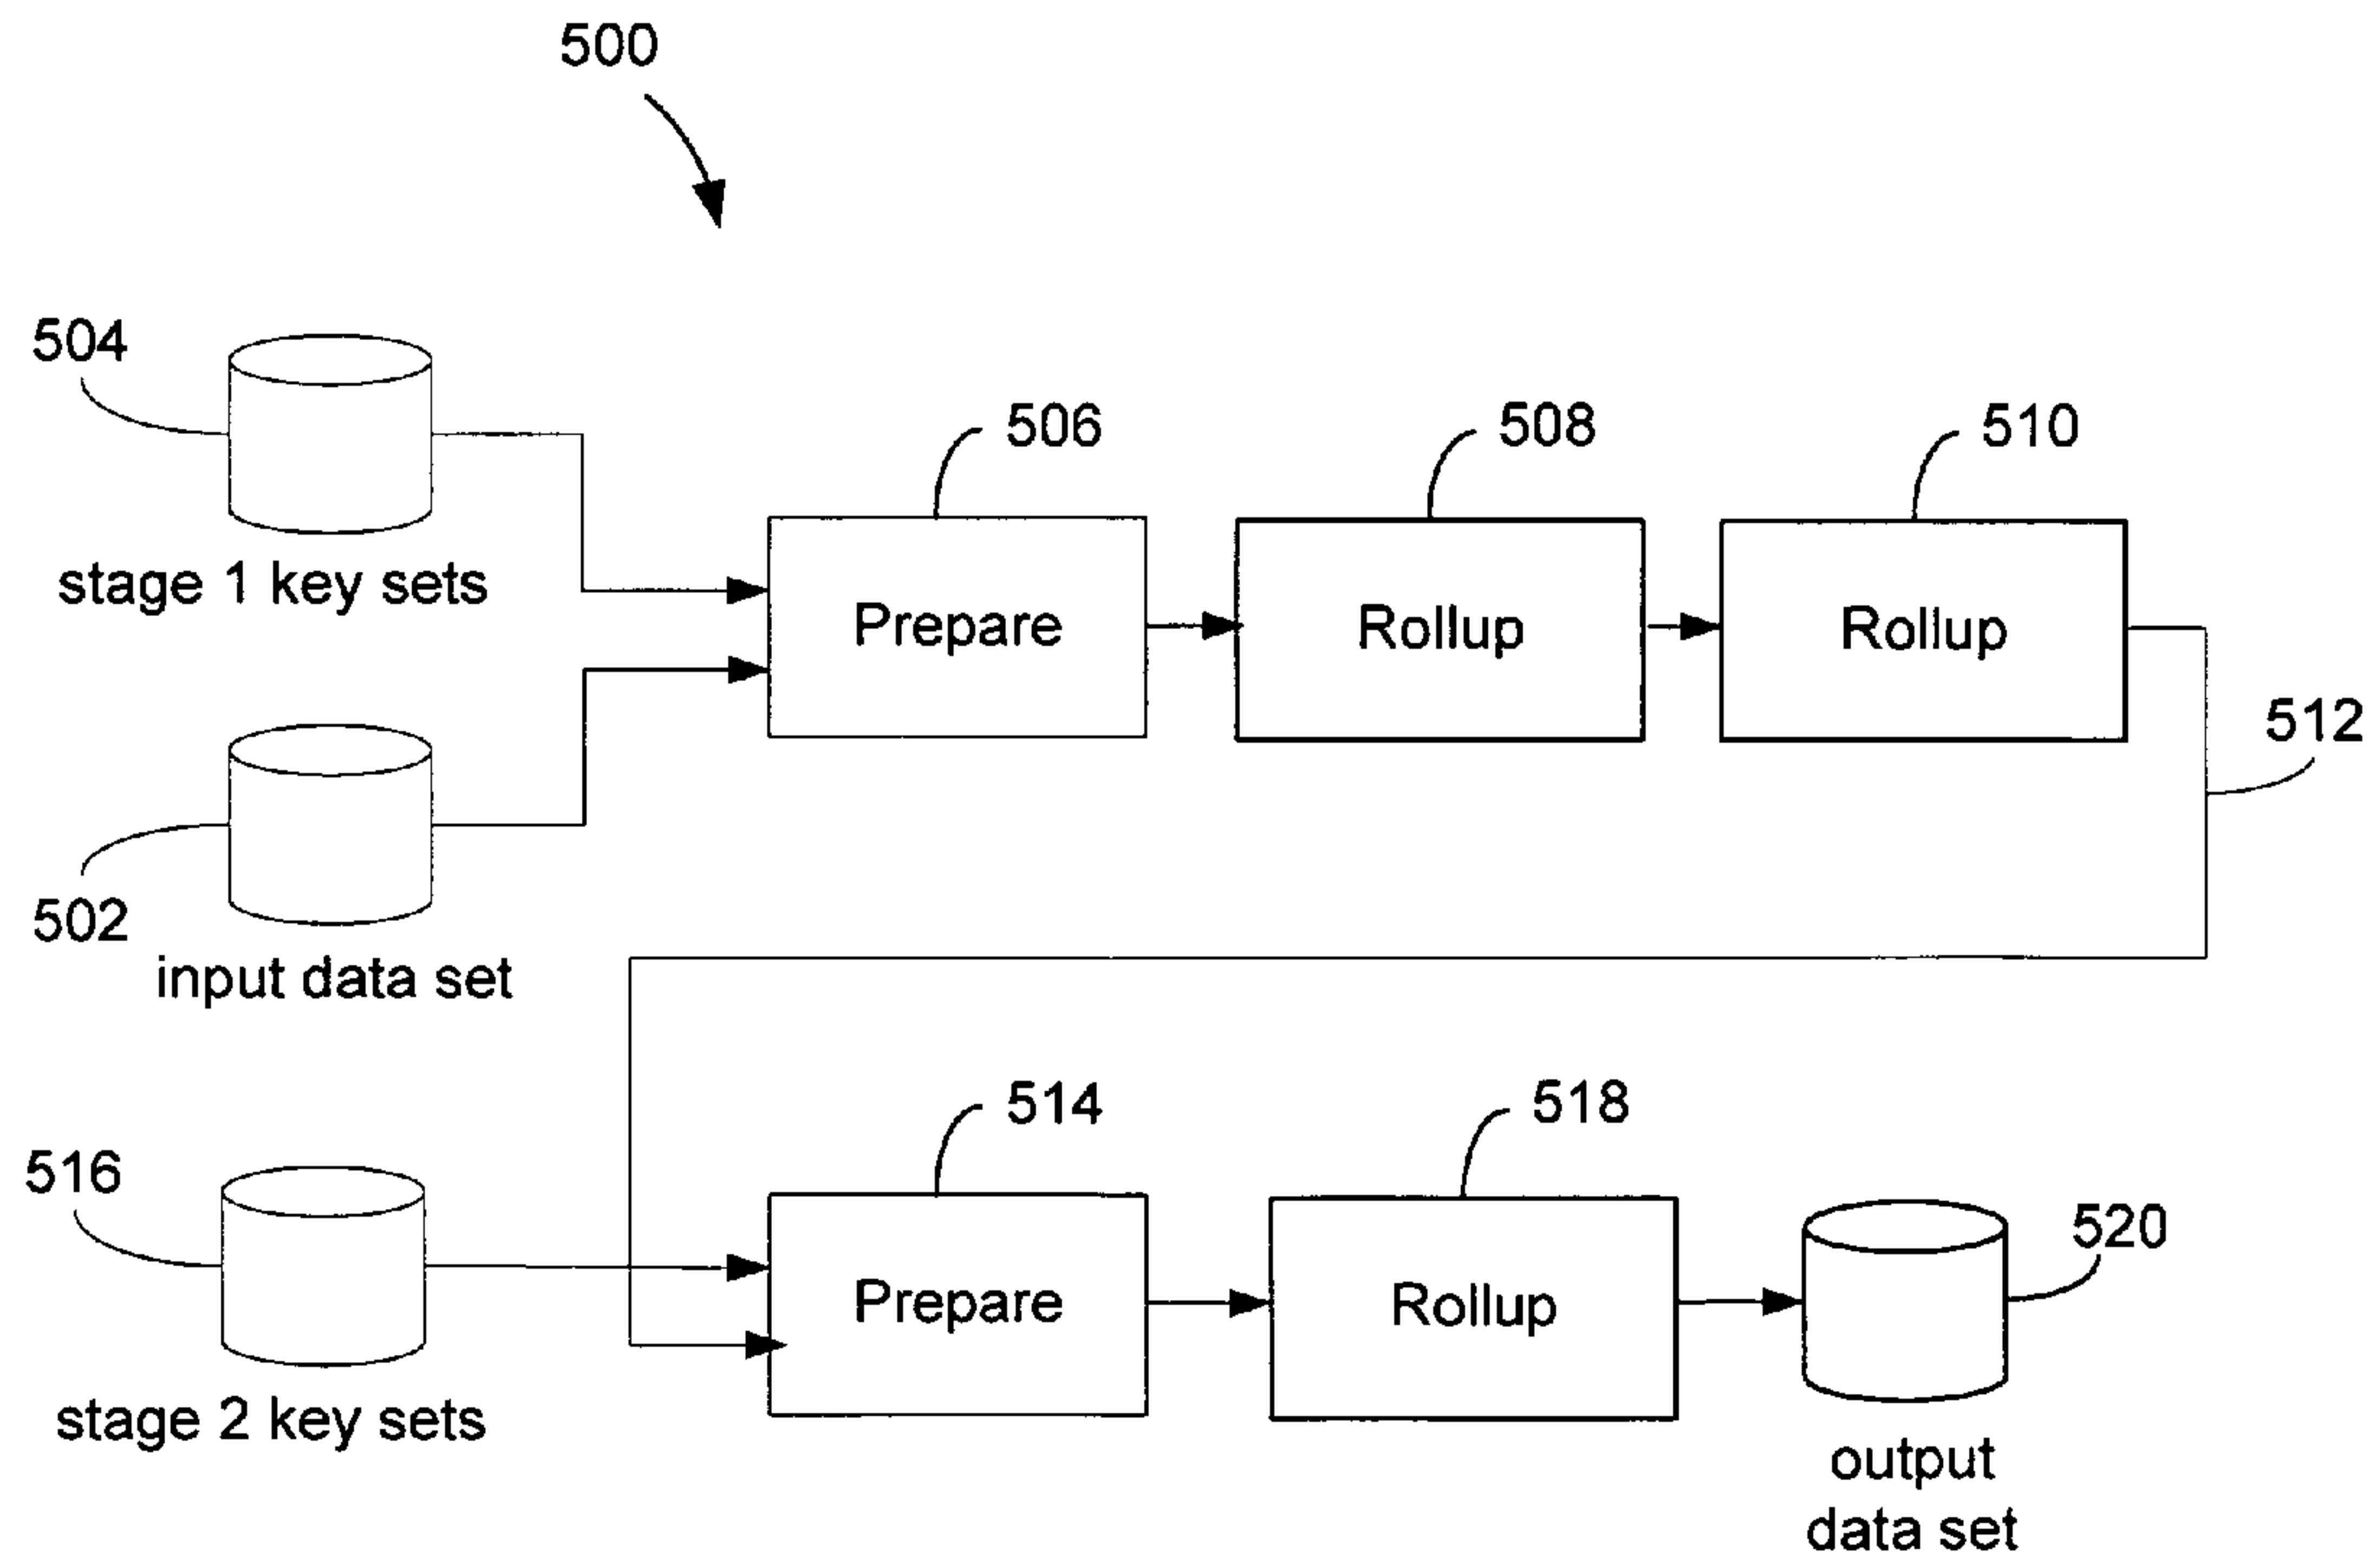 500
504
506
508
510
stage 1 key sets
Prepare
Rollup
Rollup
512
502
input data set
514
518
516
520
Prepare
Rollup
stage 2 key sets
output
data set